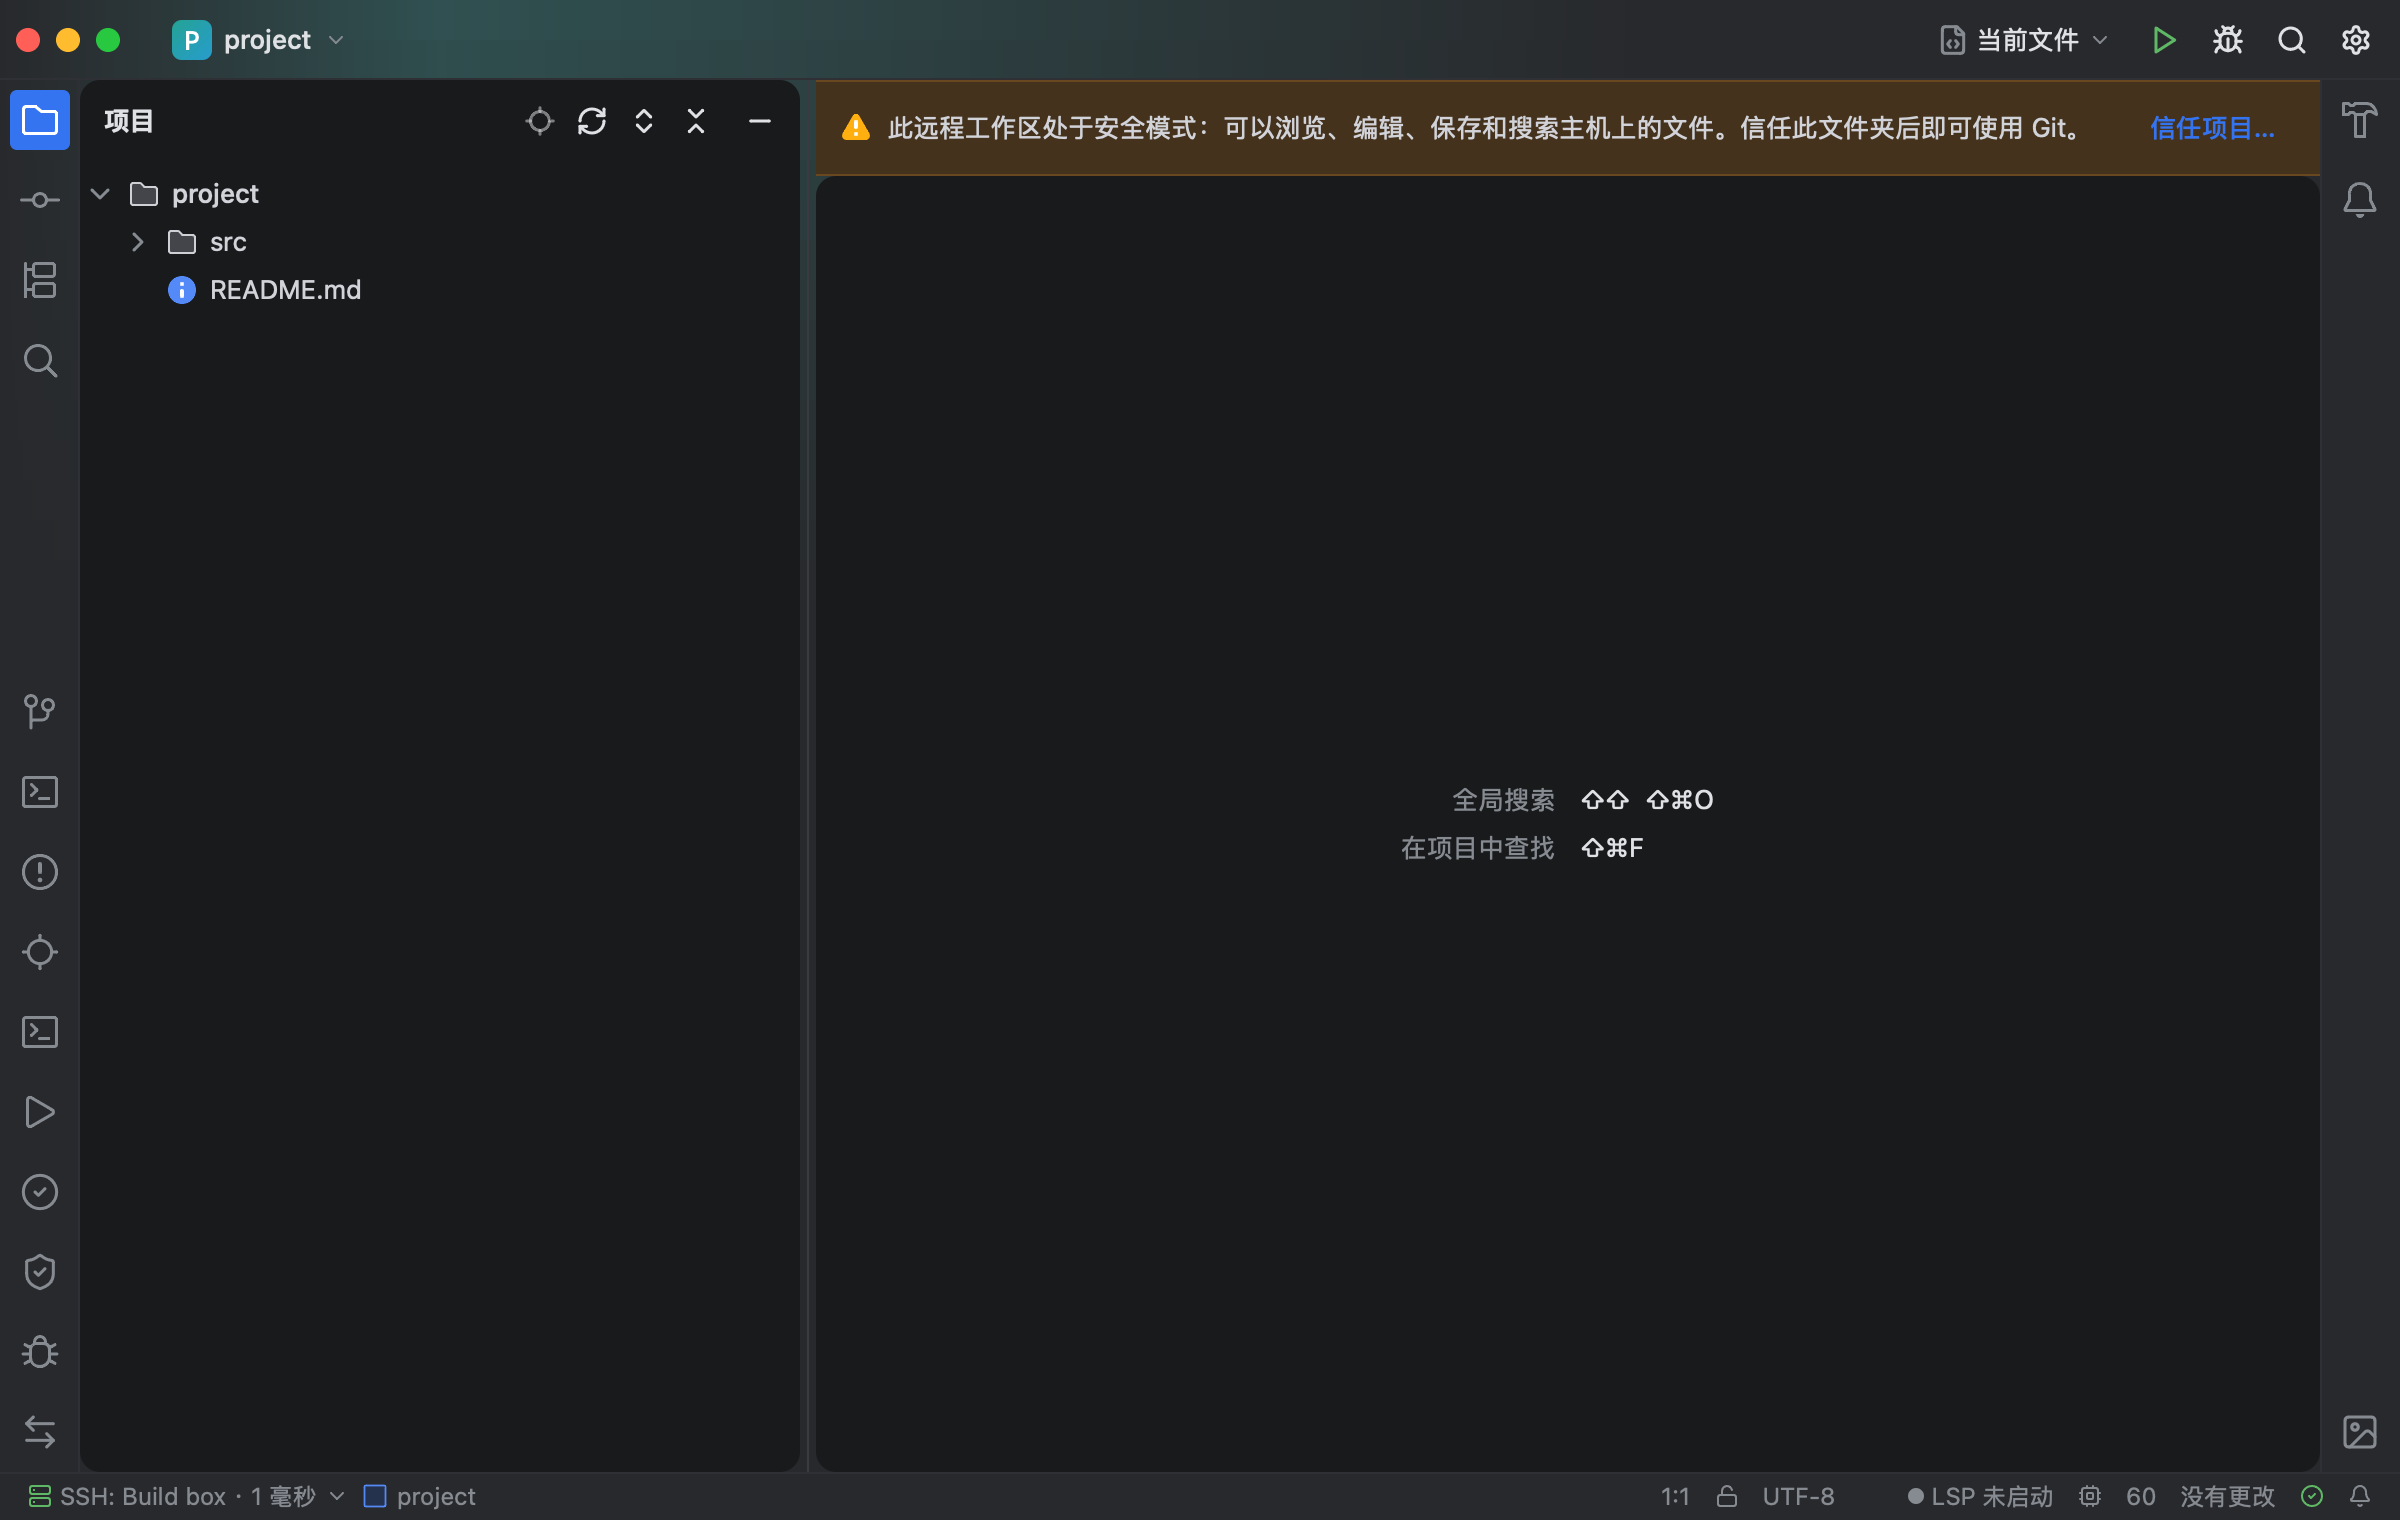 P project
当前文件
项目
此远程工作区处于安全模式：可以浏览、编辑、保存和搜索主机上的文件。信任此文件夹后即可使用 Git。 信任项目...
project
src
README.md
全局搜索 ⇧⇧ ⇧⌘O
在项目中查找 ⇧⌘F
SSH: Build box · 1 毫秒 project 1:1 UTF-8 LSP 未启动 60 没有更改